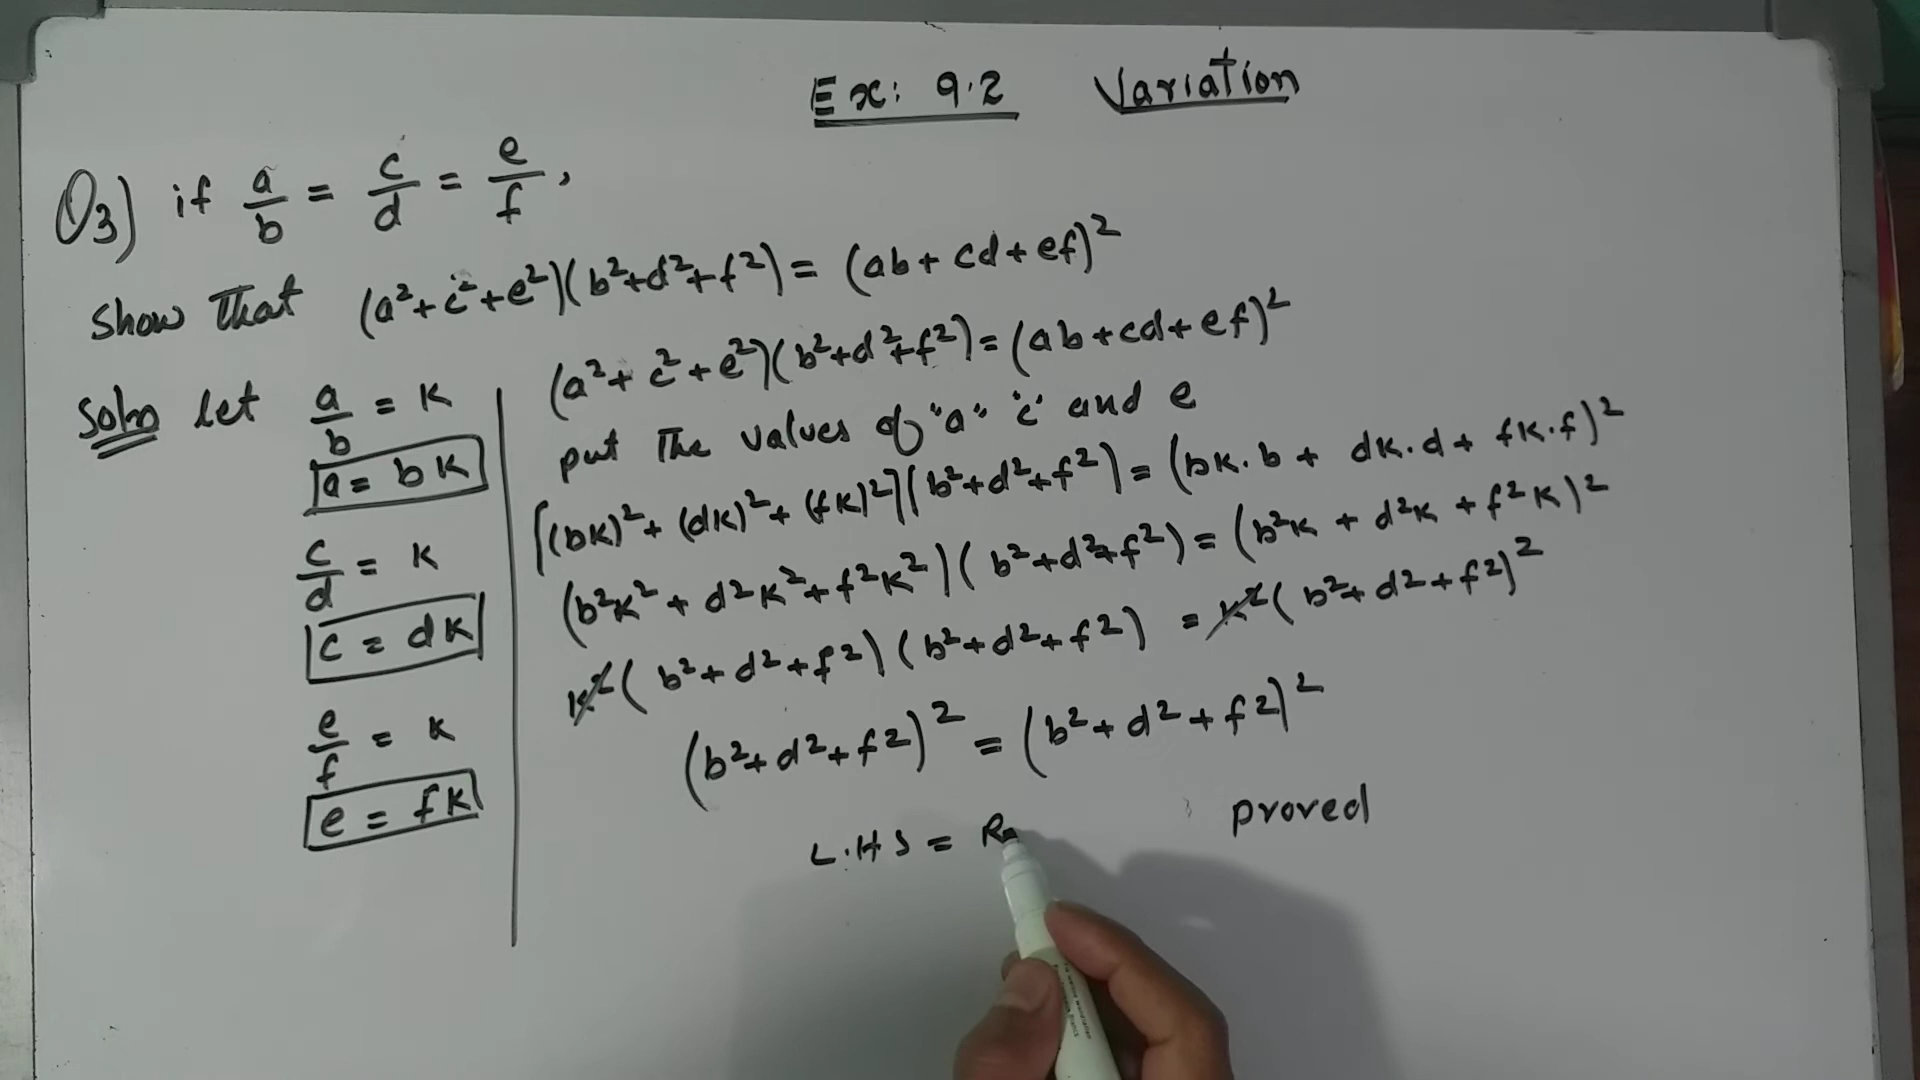 Ex: 9.2 Variation
Q3) if a/b = c/d = e/f,
Show That (a²+c²+e²)(b²+d²+f²) = (ab+cd+ef)²
Soln let a/b = k
a = bk
c/d = k
c = dk
e/f = k
e = fk
(a²+c²+e²)(b²+d²+f²) = (ab+cd+ef)²
put The values of "a" "c" and e
[(bk)²+(dk)²+(fk)²](b²+d²+f²) = (bk.b + dk.d + fk.f)²
(b²k²+d²k²+f²k²)(b²+d²+f²) = (b²k + d²k + f²k)²
k²(b²+d²+f²)(b²+d²+f²) = k²(b²+d²+f²)²
(b²+d²+f²)² = (b²+d²+f²)²
L.H.S = R
proved